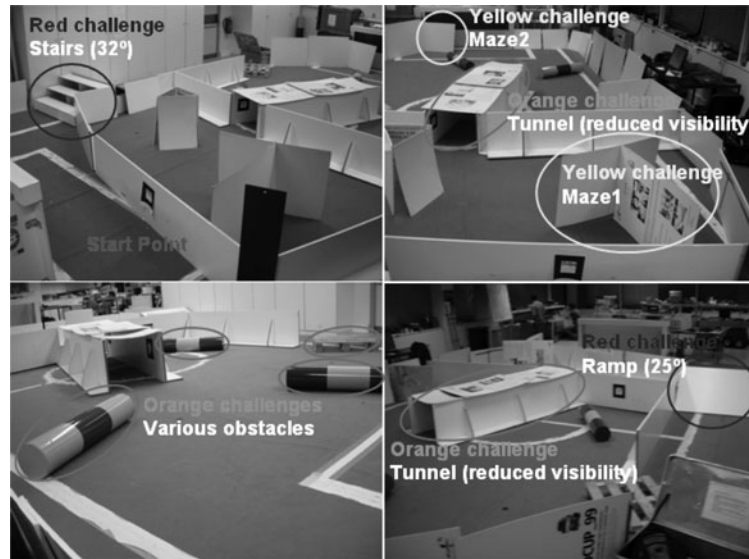 Red challenge
Stairs (32º)
Start Point
Yellow challenge
Maze2
Orange challenge
Tunnel (reduced visibility
Yellow challenge
Maze1
Orange challenges
Various obstacles
Red challenge
Ramp (25º)
Orange challenge
Tunnel (reduced visibility)
OCUP_99